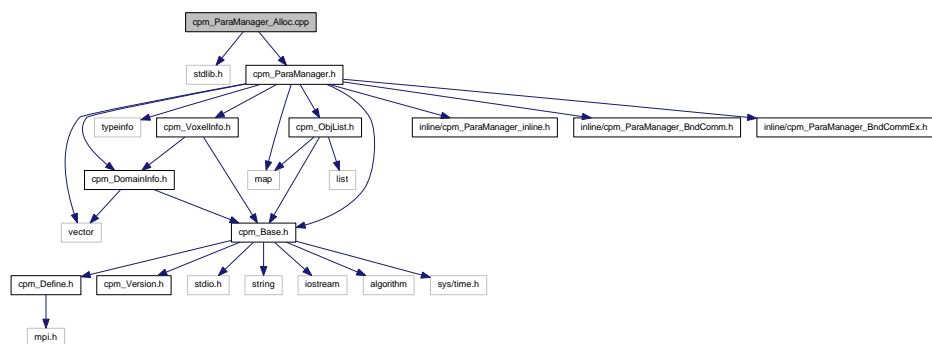 cpm_ParaManager_Alloc.cpp
stdlib.h
cpm_ParaManager.h
typeinfo
cpm_VoxelInfo.h
cpm_ObjList.h
inline/cpm_ParaManager_inline.h
inline/cpm_ParaManager_BndComm.h
inline/cpm_ParaManager_BndCommEx.h
cpm_DomainInfo.h
map
list
vector
cpm_Base.h
cpm_Define.h
cpm_Version.h
stdio.h
string
iostream
algorithm
sys/time.h
mpi.h